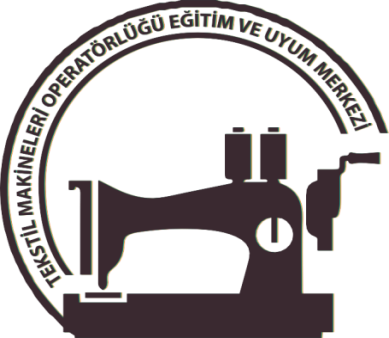 TEKSTİL MAKİNELERİ OPERATÖRLÜĞÜ EĞİTİM VE UYUM MERKEZİ